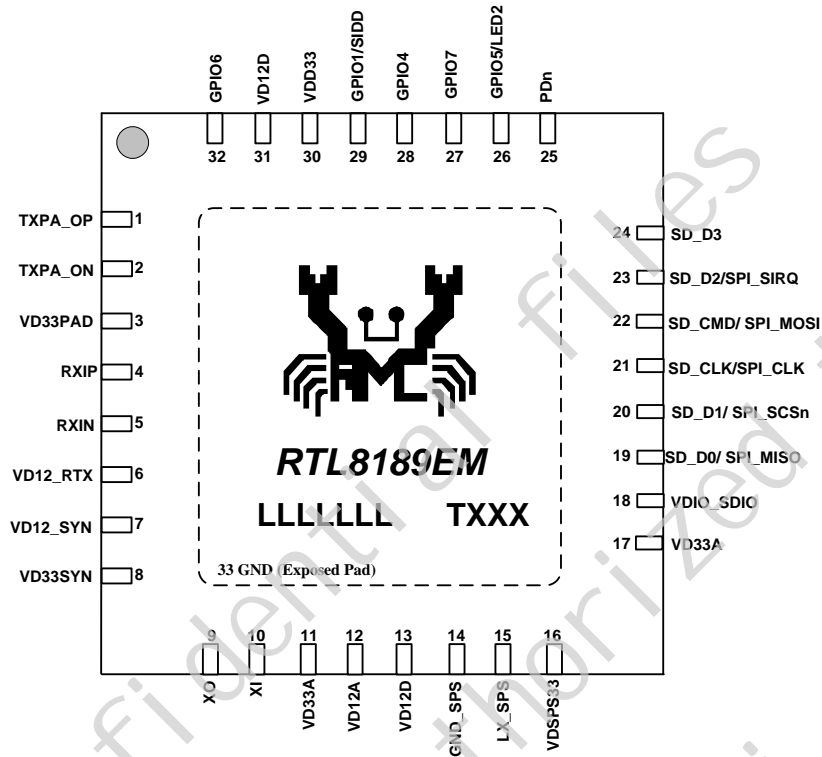 GPIO6
VD12D
VDD33
GPIO1/SIDD
GPIO4
GPIO7
GPIO5/LED2
PDn
32
31
30
29
28
27
26
25
TXPA_OP
1
TXPA_ON
2
VD33PAD
3
RXIP
4
RXIN
5
VD12_RTX
6
VD12_SYN
7
VD33SYN
8
24
SD_D3
23
SD_D2/SPI_SIRQ
22
SD_CMD/ SPI_MOSI
21
SD_CLK/SPI_CLK
20
SD_D1/ SPI_SCSn
19
SD_D0/ SPI_MISO
18
VDIO_SDIO
17
VD33A
RTL8189EM
LLLLLLL TXXX
33 GND (Exposed Pad)
9
10
11
12
13
14
15
16
XO
XI
VD33A
VD12A
VD12D
GND_SPS
LX_SPS
VDSPS33
fidential files
thorized